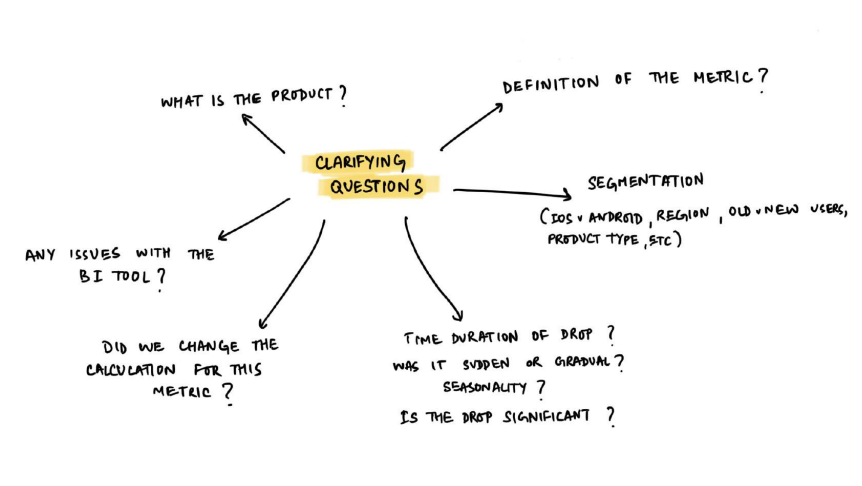 WHAT IS THE PRODUCT?
DEFINITION OF THE METRIC?
CLARIFYING
QUESTIONS
SEGMENTATION
(IOS v ANDROID, REGION, OLD v NEW USERS,
PRODUCT TYPE, ETC)
ANY ISSUES WITH THE
BI TOOL?
DID WE CHANGE THE
CALCULATION FOR THIS
METRIC?
TIME DURATION OF DROP?
WAS IT SUDDEN OR GRADUAL?
SEASONALITY?
IS THE DROP SIGNIFICANT?